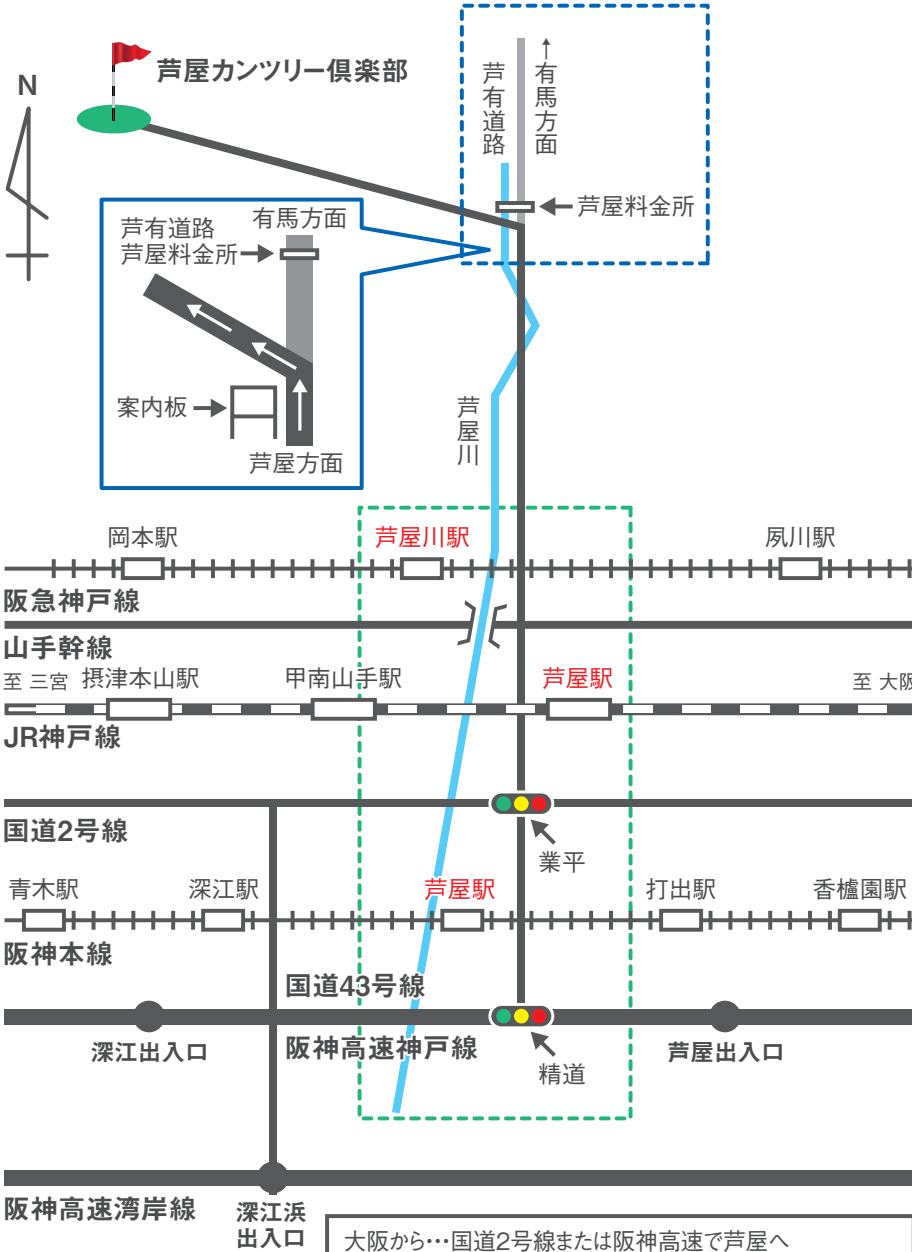 芦屋カンツリー倶楽部
N
芦有道路
↑有馬方面
芦屋料金所
有馬方面
芦有道路
芦屋料金所
案内板
芦屋方面
芦屋川
岡本駅
芦屋川駅
夙川駅
阪急神戸線
山手幹線
至 三宮
摂津本山駅
甲南山手駅
芦屋駅
至 大阪
JR神戸線
国道2号線
業平
青木駅
深江駅
芦屋駅
打出駅
香櫨園駅
阪神本線
国道43号線
深江出入口
阪神高速神戸線
芦屋出入口
精道
阪神高速湾岸線
深江浜
出入口
大阪から…国道2号線または阪神高速で芦屋へ